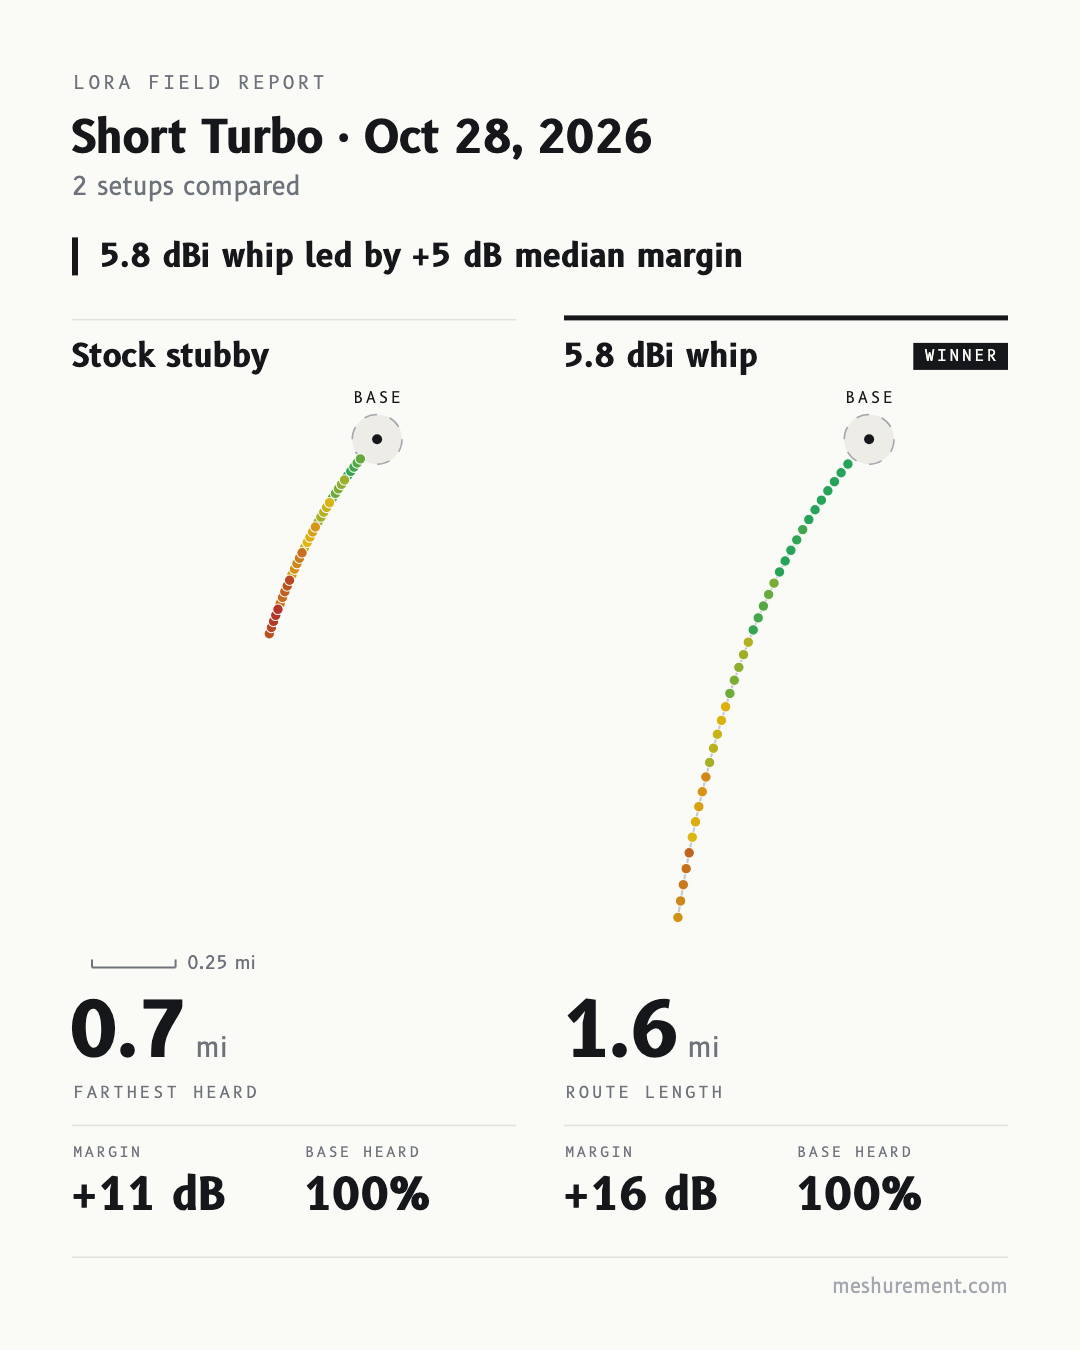 LORA FIELD REPORT
Short Turbo · Oct 28, 2026
2 setups compared
5.8 dBi whip led by +5 dB median margin
Stock stubby
BASE
5.8 dBi whip
WINNER
BASE
0.25 mi
0.7 mi
FARTHEST HEARD
1.6 mi
ROUTE LENGTH
MARGIN
+11 dB
BASE HEARD
100%
MARGIN
+16 dB
BASE HEARD
100%
meshurement.com